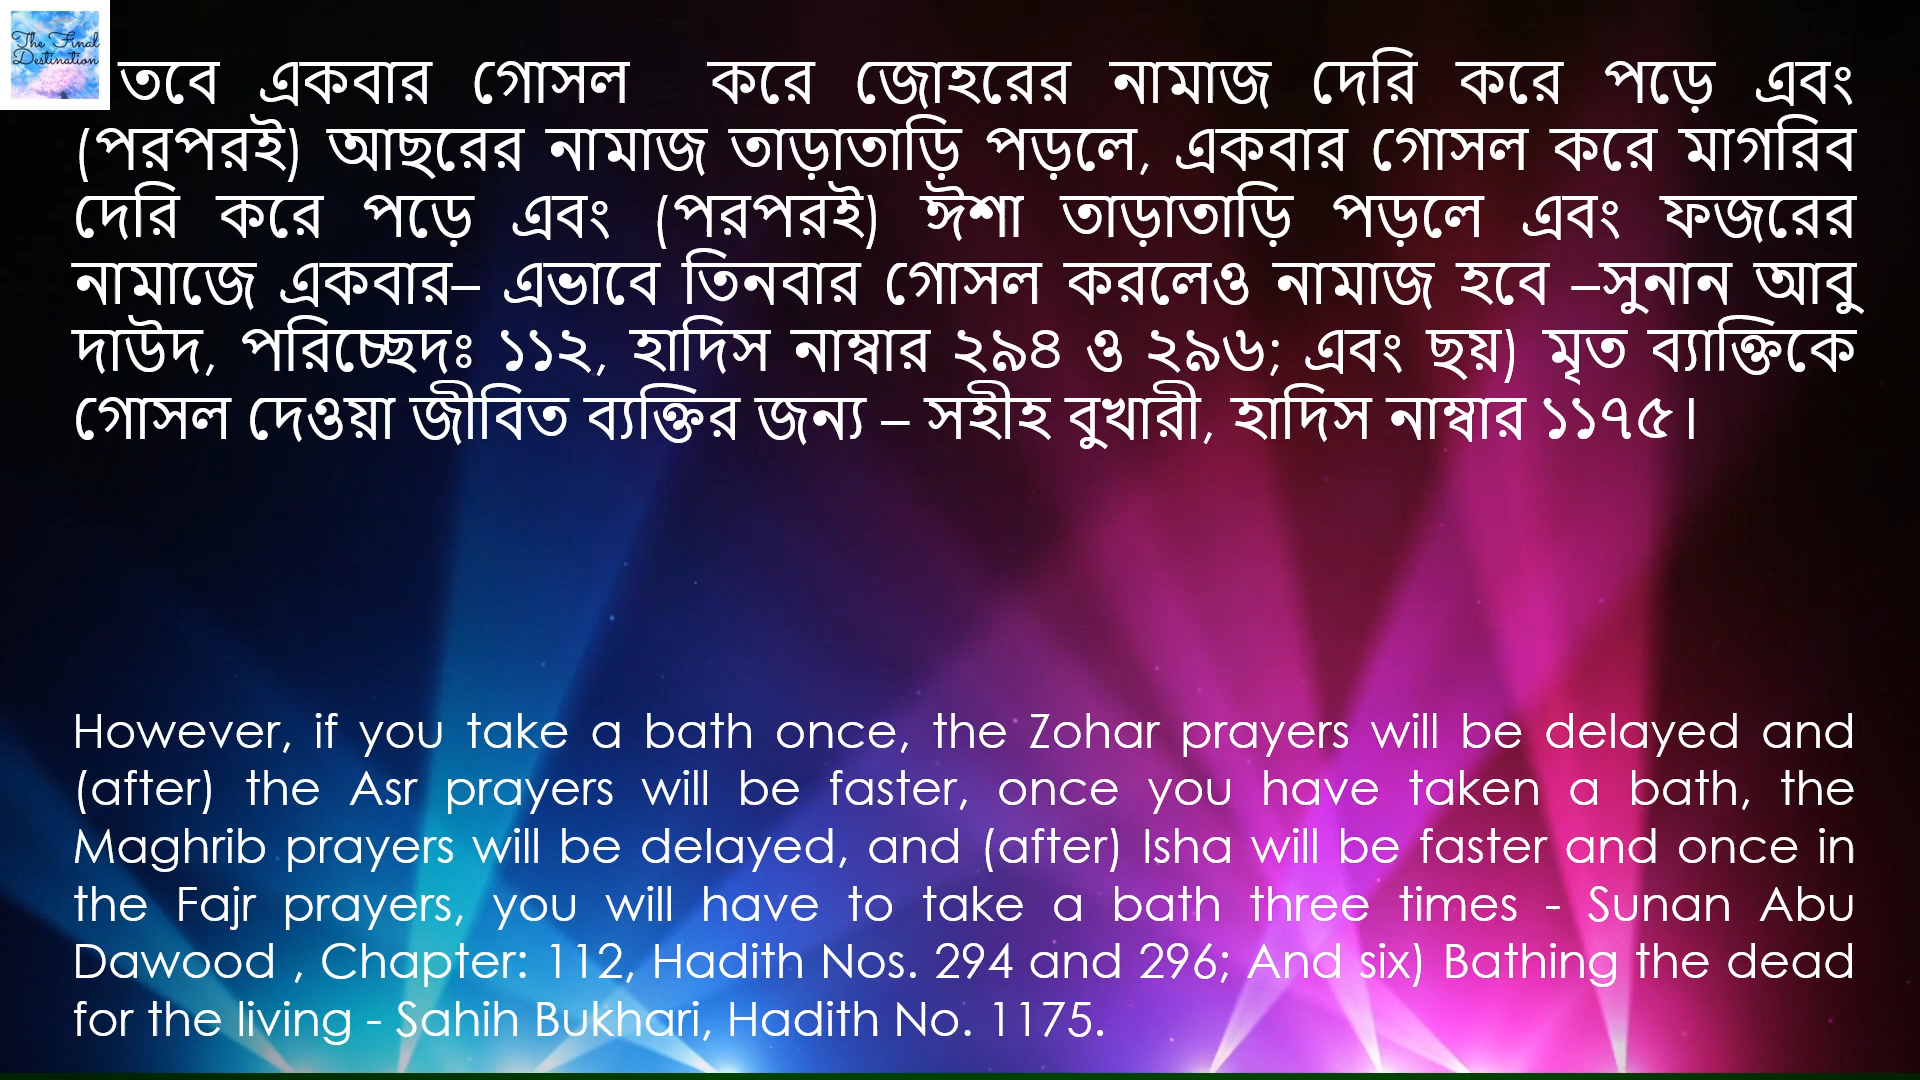 The Final
Destination
তবে একবার গোসল করে জোহরের নামাজ দেরি করে পড়ে এবং
(পরপরই) আছরের নামাজ তাড়াতাড়ি পড়লে, একবার গোসল করে মাগরিব
দেরি করে পড়ে এবং (পরপরই) ঈশা তাড়াতাড়ি পড়লে এবং ফজরের
নামাজে একবার– এভাবে তিনবার গোসল করলেও নামাজ হবে –সুনান আবু
দাউদ, পরিচ্ছেদঃ ১১২, হাদিস নাম্বার ২৯৪ ও ২৯৬; এবং ছয়) মৃত ব্যাক্তিকে
গোসল দেওয়া জীবিত ব্যক্তির জন্য – সহীহ বুখারী, হাদিস নাম্বার ১১৭৫।
However, if you take a bath once, the Zohar prayers will be delayed and
(after) the Asr prayers will be faster, once you have taken a bath, the
Maghrib prayers will be delayed, and (after) Isha will be faster and once in
the Fajr prayers, you will have to take a bath three times - Sunan Abu
Dawood , Chapter: 112, Hadith Nos. 294 and 296; And six) Bathing the dead
for the living - Sahih Bukhari, Hadith No. 1175.